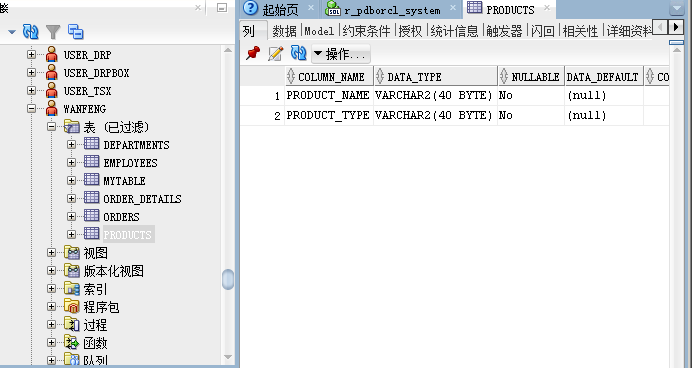 接
USER_DRP
USER_DRPBOX
USER_TSX
WANFENG
表 (已过滤)
DEPARTMENTS
EMPLOYEES
MYTABLE
ORDER_DETAILS
ORDERS
PRODUCTS
视图
版本化视图
索引
程序包
过程
函数
队列
起始页 SQL r_pdborcl_system PRODUCTS
列 数据 Model 约束条件 授权 统计信息 触发器 闪回 相关性 详细资料
操作...
COLUMN_NAME DATA_TYPE NULLABLE DATA_DEFAULT CO
1 PRODUCT_NAME VARCHAR2(40 BYTE) No (null)
2 PRODUCT_TYPE VARCHAR2(40 BYTE) No (null)